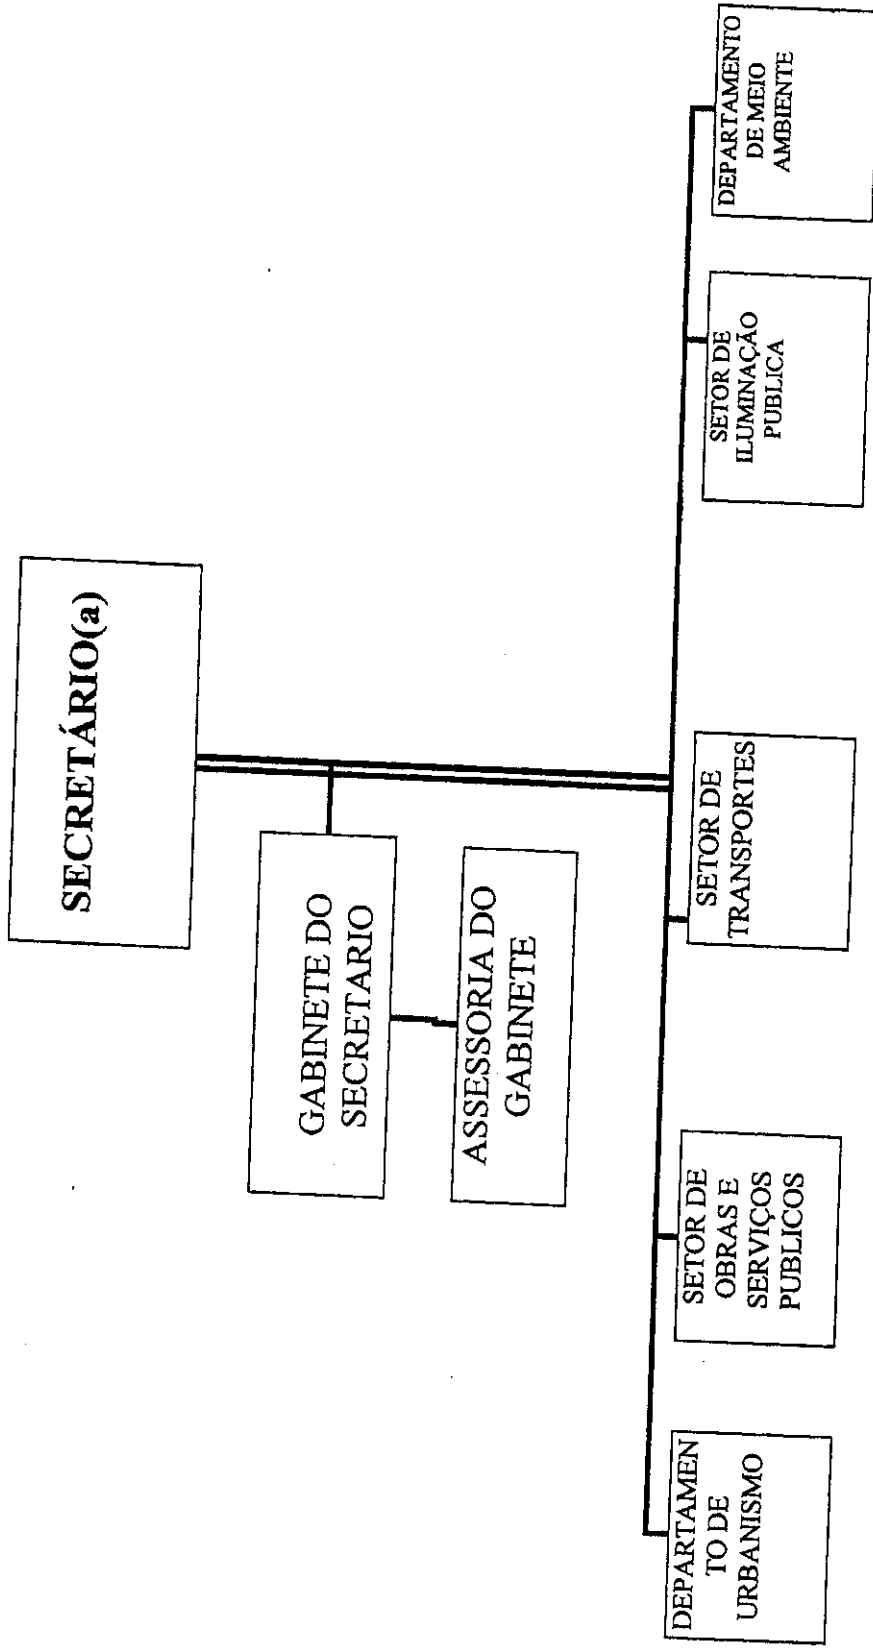 SECRETÁRIO(a)
GABINETE DO
SECRETARIO
ASSESSORIA DO
GABINETE
DEPARTAMEN
TO DE
URBANISMO
SETOR DE
OBRAS E
SERVIÇOS
PUBLICOS
SETOR DE
TRANSPORTES
SETOR DE
ILUMINAÇÃO
PUBLICA
DEPARTAMENTO
DE MEIO
AMBIENTE